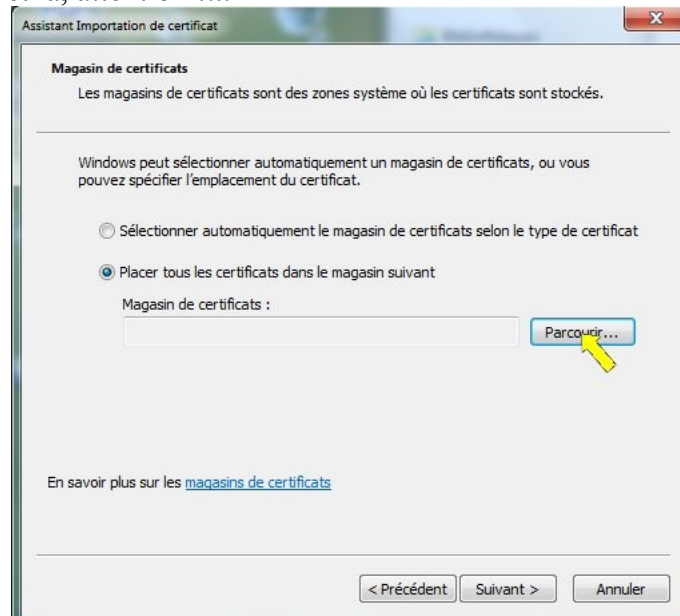 Assistant Importation de certificat
Magasin de certificats
Les magasins de certificats sont des zones système où les certificats sont stockés.
Windows peut sélectionner automatiquement un magasin de certificats, ou vous
pouvez spécifier l'emplacement du certificat.
Sélectionner automatiquement le magasin de certificats selon le type de certificat
Placer tous les certificats dans le magasin suivant
Magasin de certificats :
Parcourir...
En savoir plus sur les magasins de certificats
< Précédent Suivant > Annuler